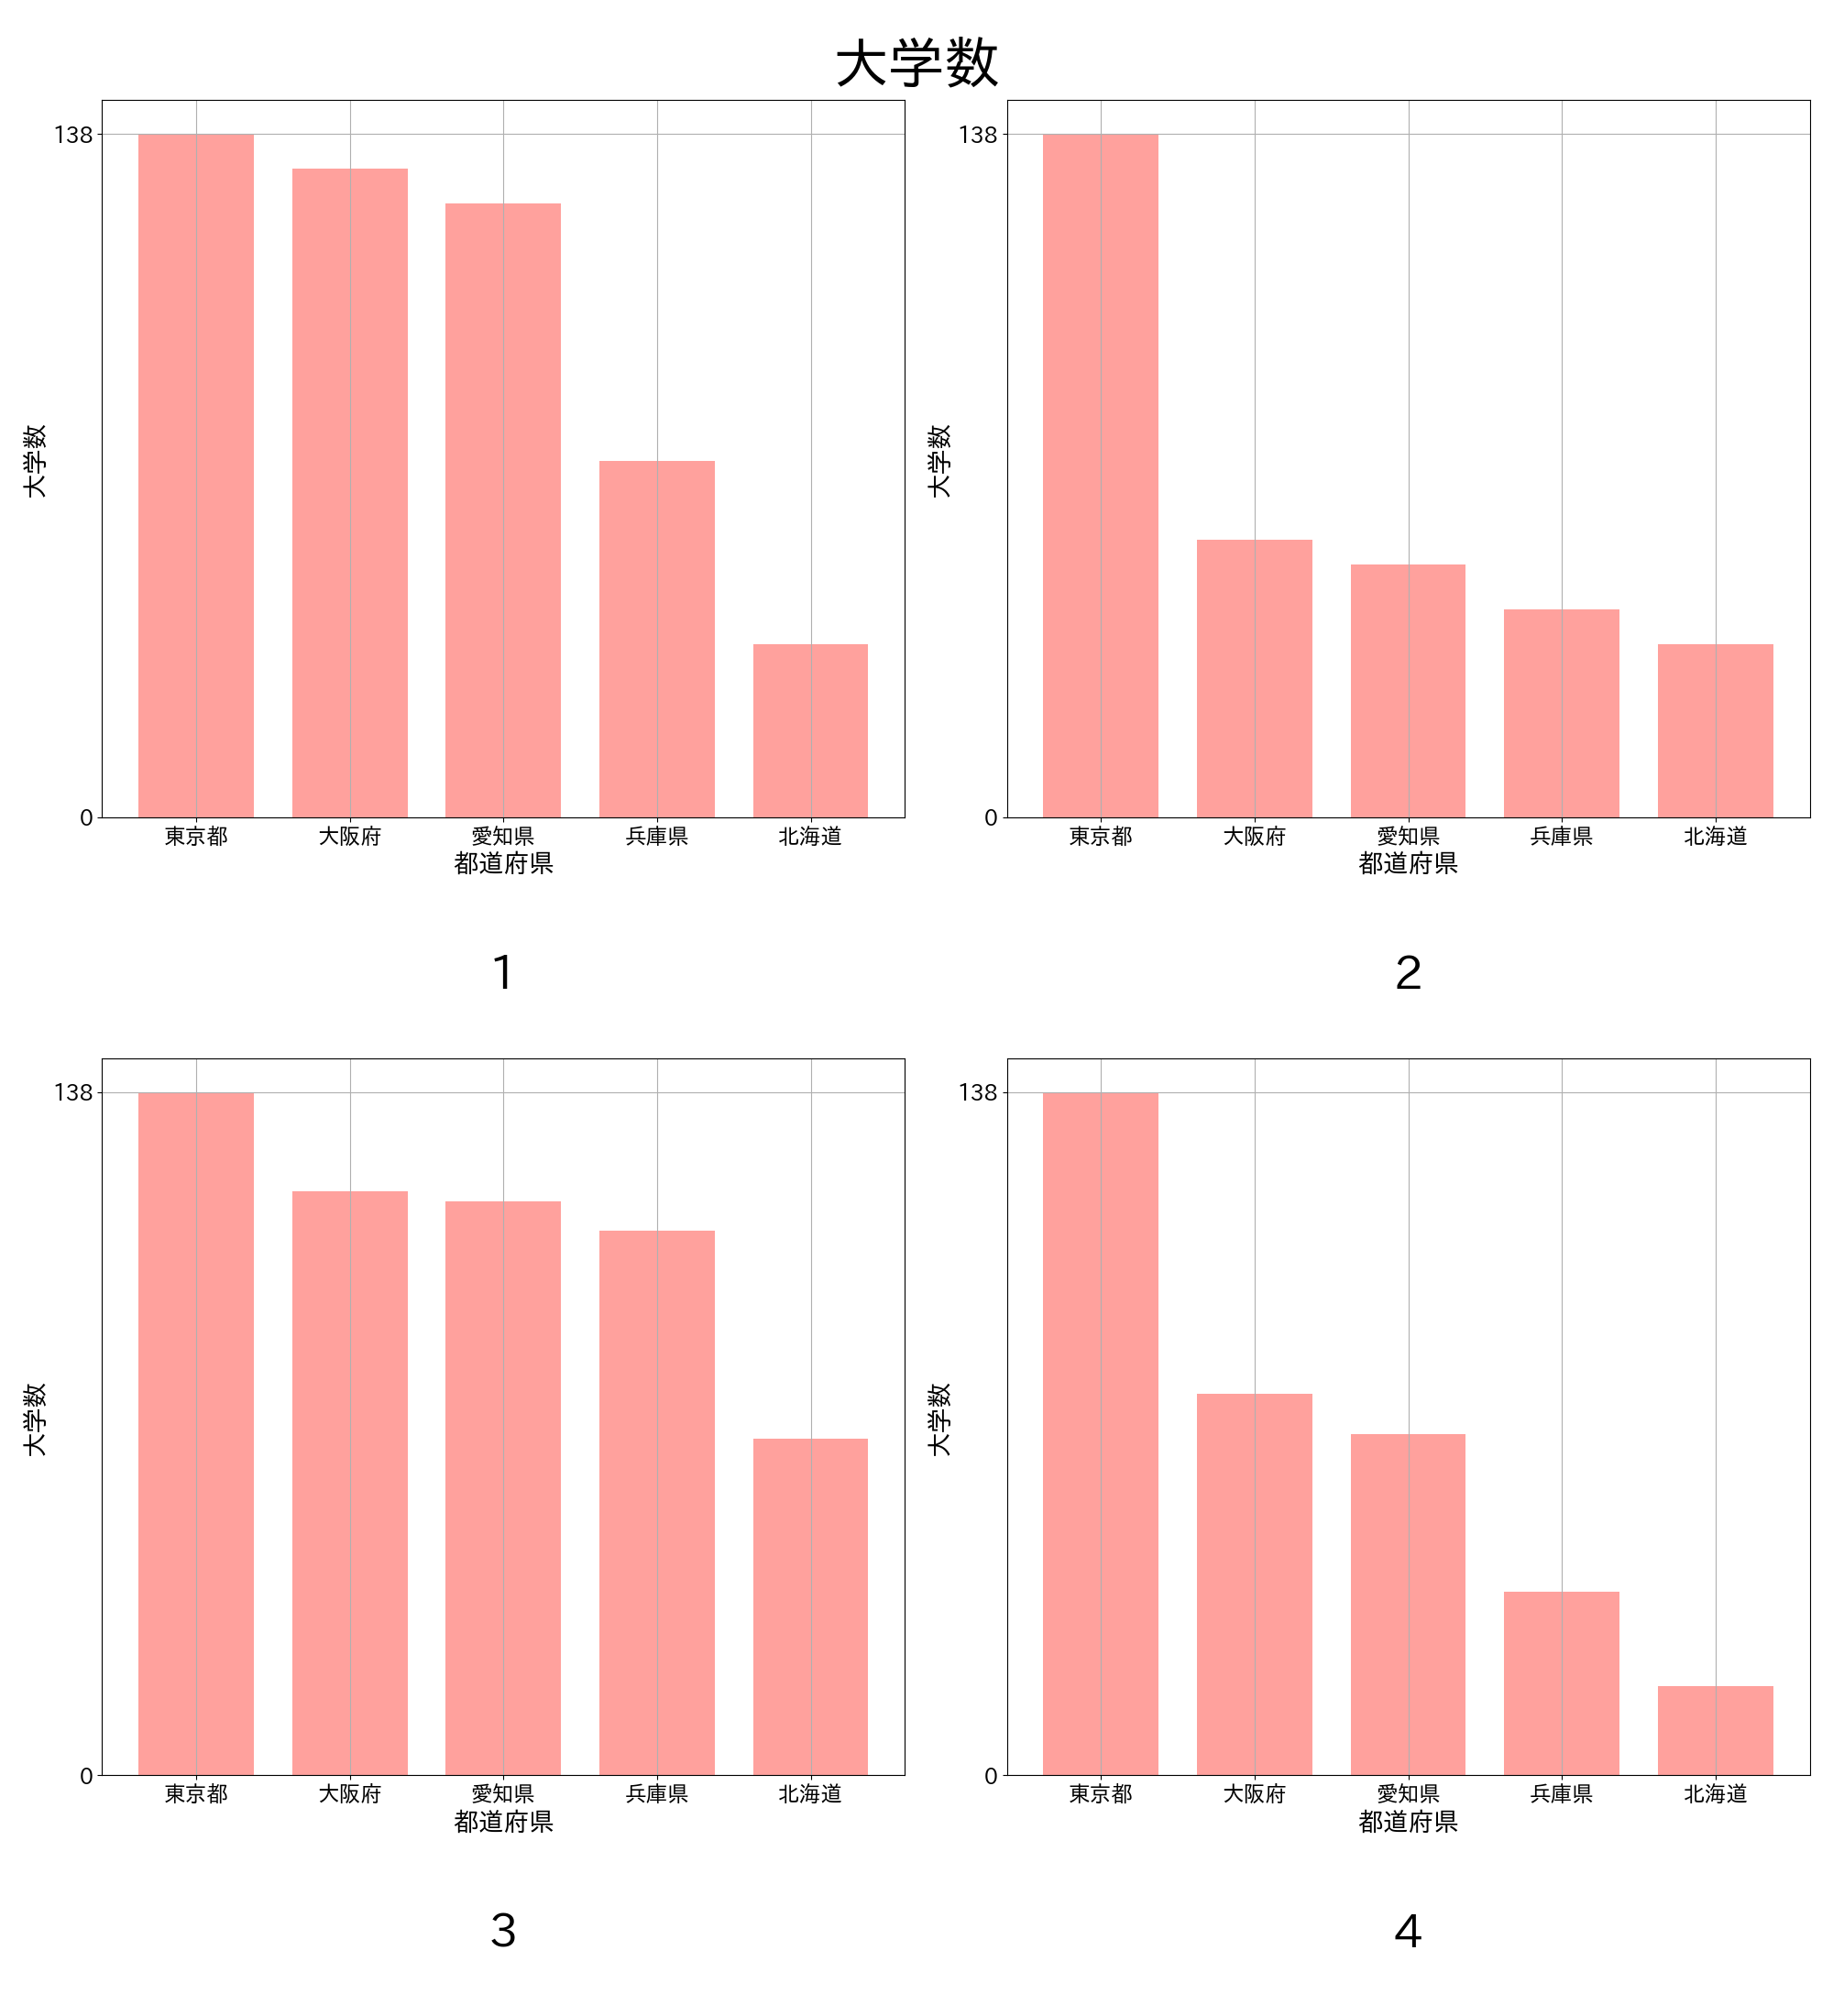 大学数
138
0
大学数
東京都 大阪府 愛知県 兵庫県 北海道
都道府県
1
138
0
大学数
東京都 大阪府 愛知県 兵庫県 北海道
都道府県
2
138
0
大学数
東京都 大阪府 愛知県 兵庫県 北海道
都道府県
3
138
0
大学数
東京都 大阪府 愛知県 兵庫県 北海道
都道府県
4